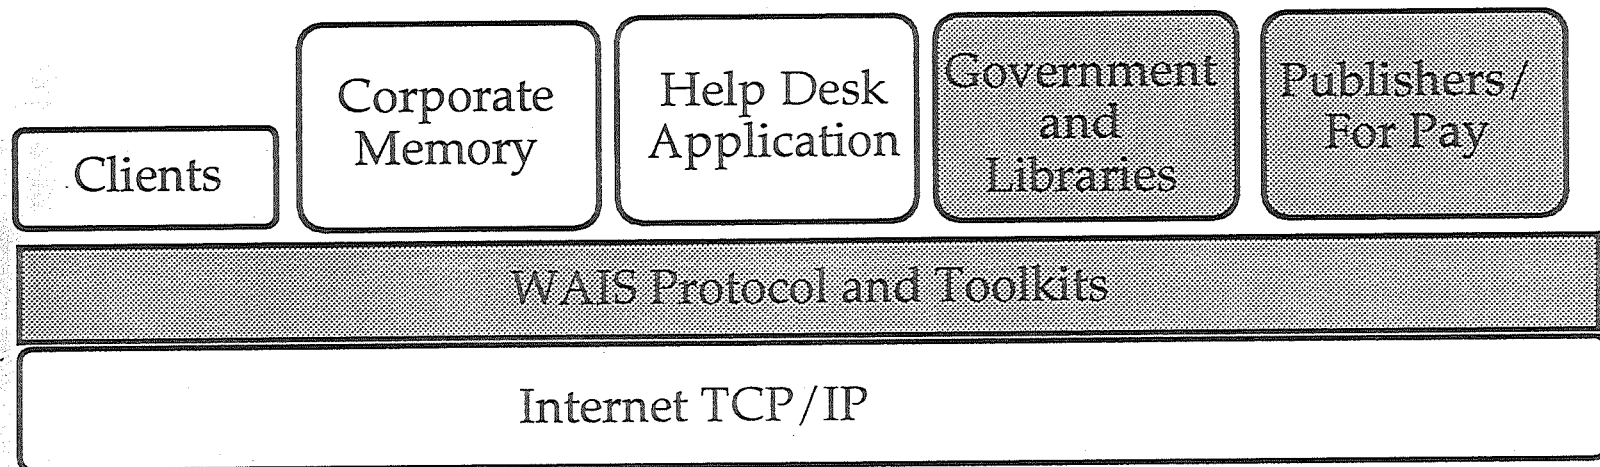 Clients
Corporate
Memory
Help Desk
Application
Government
and
Libraries
Publishers/
For Pay
WAIS Protocol and Toolkits
Internet TCP/IP